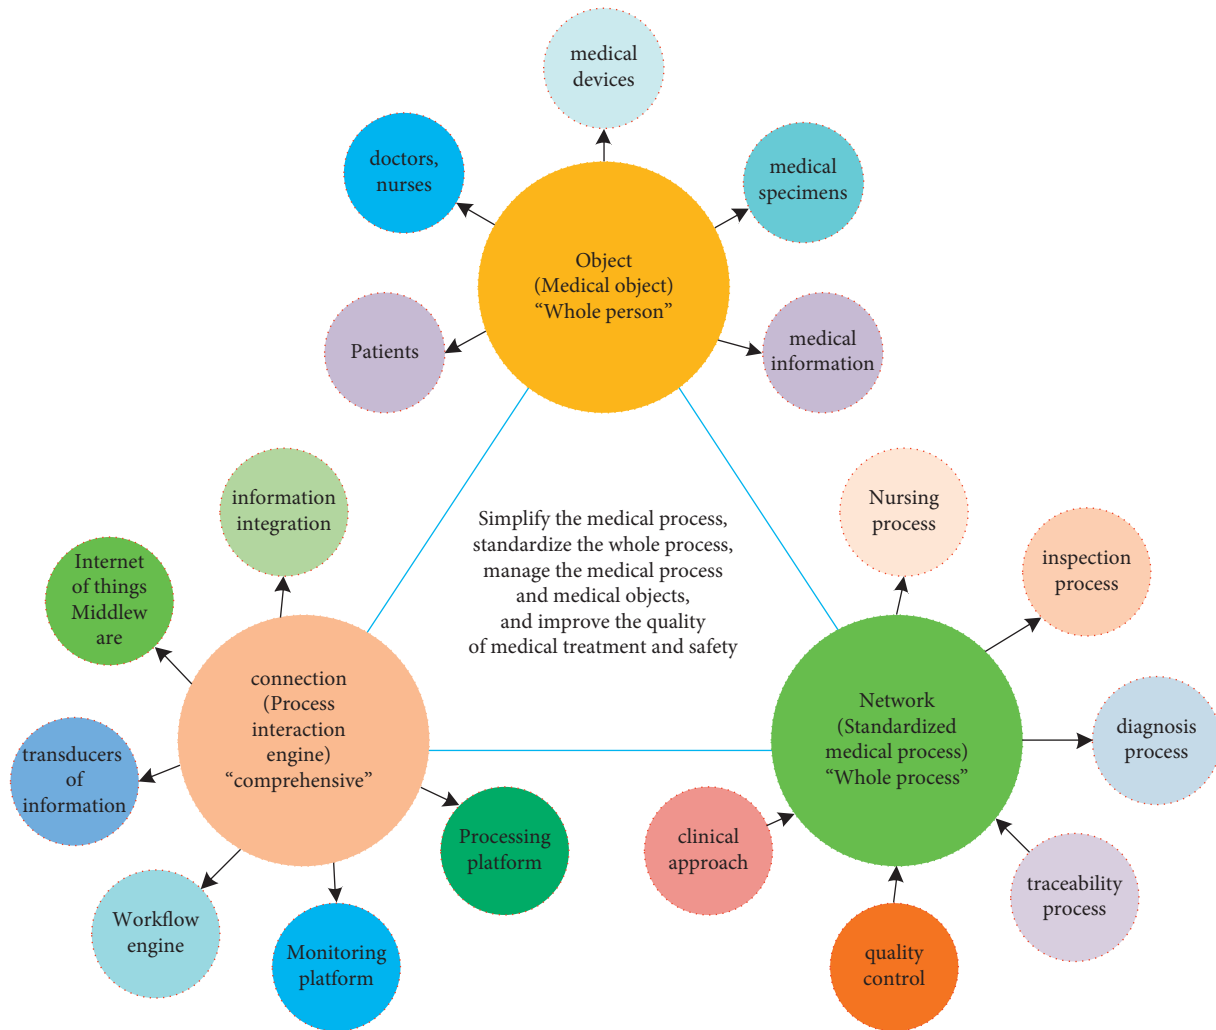 medical
devices
doctors,
nurses
medical
specimens
Object
(Medical object)
“Whole person”
Patients
medical
information
information
integration
Nursing
process
Simplify the medical process,
standardize the whole process,
manage the medical process
and medical objects,
and improve the quality
of medical treatment and safety
Internet
of things
Middlew
are
inspection
process
connection
(Process
interaction
engine)
“comprehensive”
Network
(Standardized
medical process)
“Whole process”
transducers
of
information
diagnosis
process
Processing
platform
clinical
approach
traceability
process
Workflow
engine
Monitoring
platform
quality
control